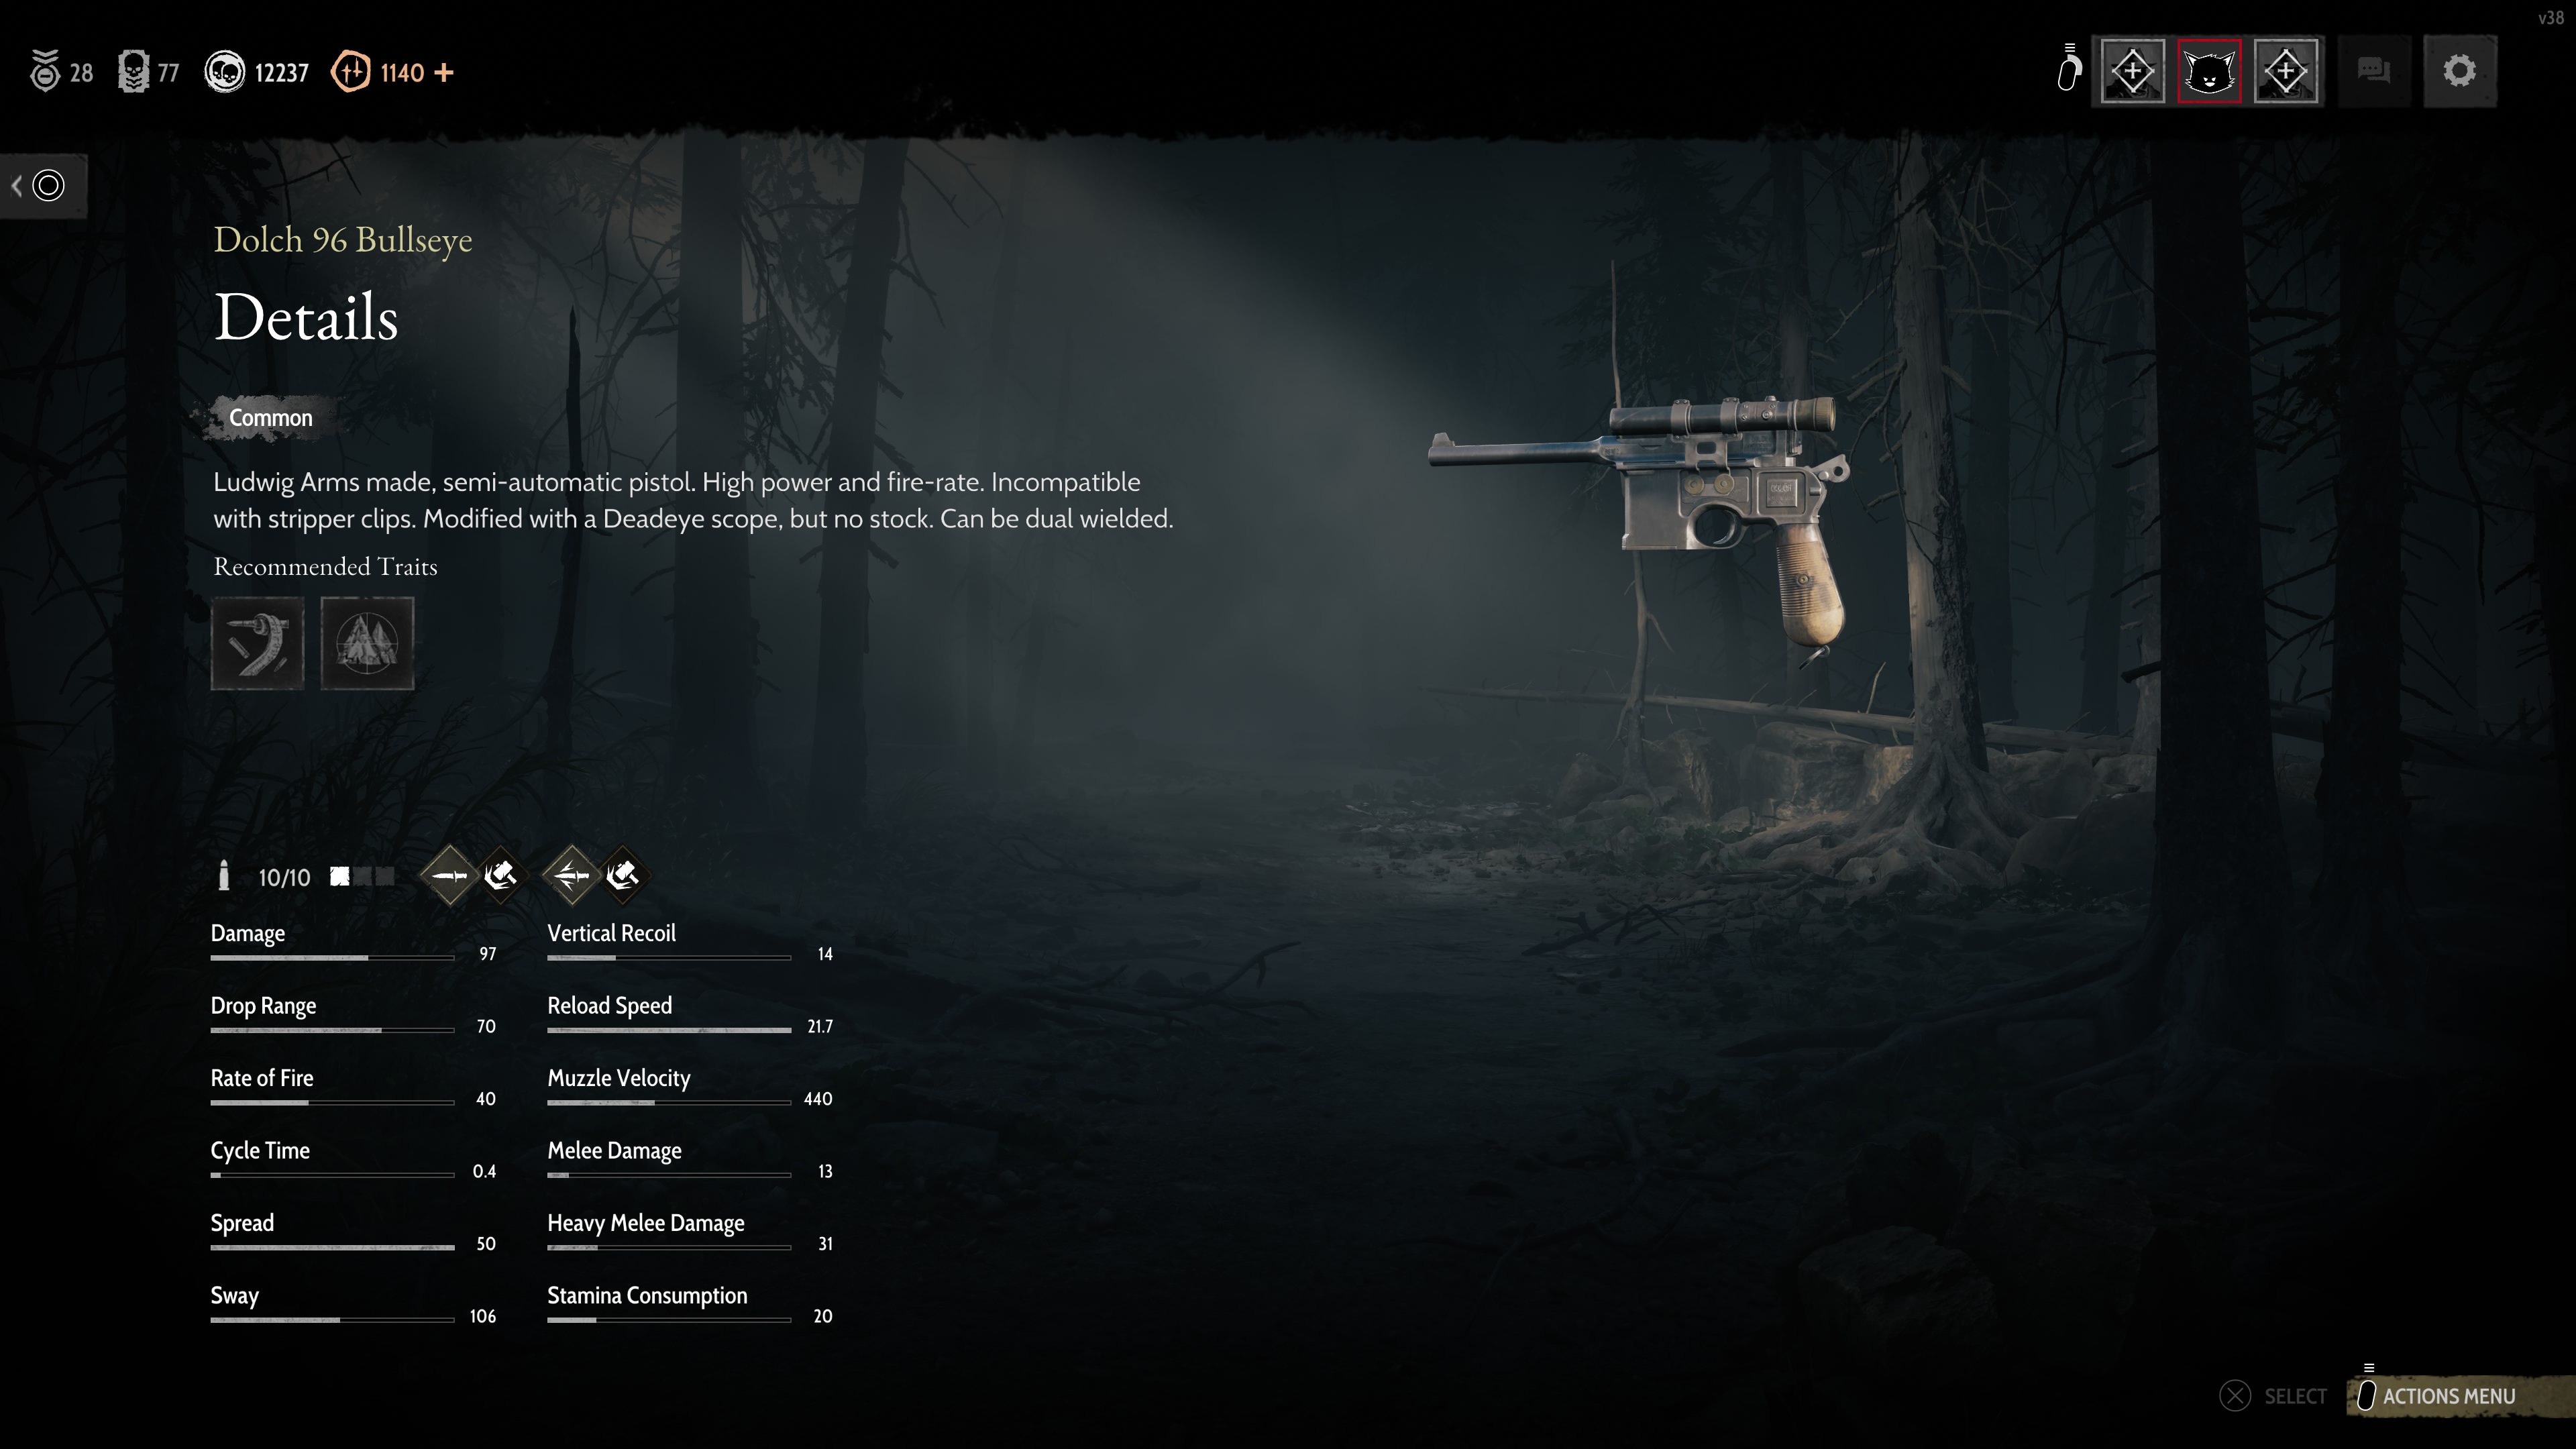 v38
28
77
12237
1140 +
Dolch 96 Bullseye
Details
Common
Ludwig Arms made, semi-automatic pistol. High power and fire-rate. Incompatible
with stripper clips. Modified with a Deadeye scope, but no stock. Can be dual wielded.
Recommended Traits
10/10
Damage
97
Drop Range
70
Rate of Fire
40
Cycle Time
0.4
Spread
50
Sway
106
Vertical Recoil
14
Reload Speed
21.7
Muzzle Velocity
440
Melee Damage
13
Heavy Melee Damage
31
Stamina Consumption
20
SELECT
ACTIONS MENU